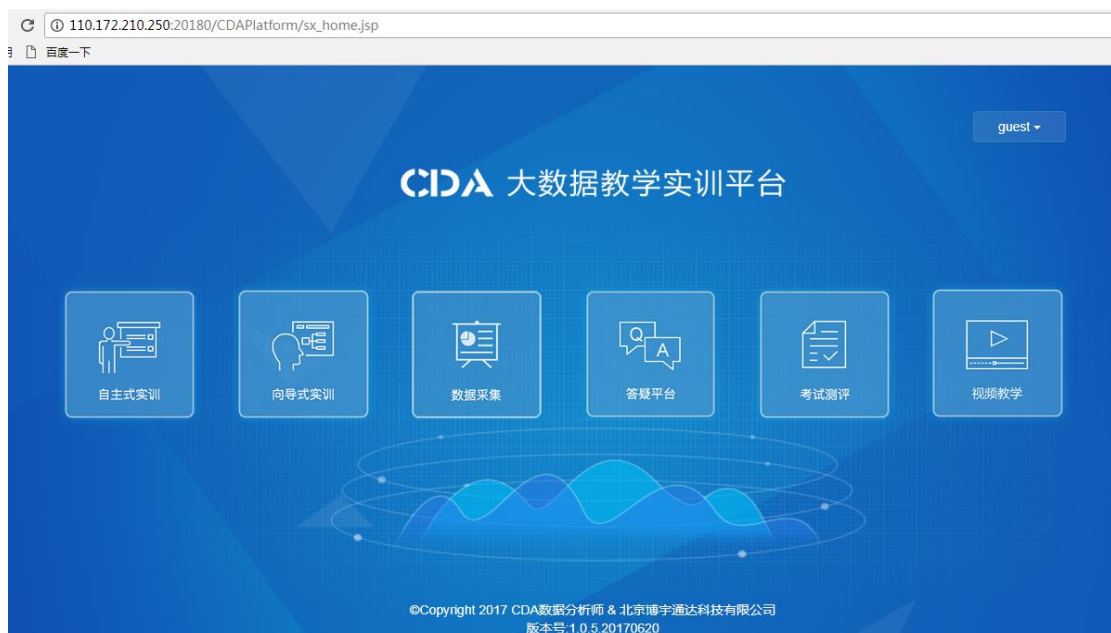 110.172.210.250:20180/CDAPlatform/sx_home.jsp
百度一下
guest
CDA 大数据教学实训平台
Q
A
自主式实训
向导式实训
数据采集
答疑平台
考试测评
视频教学
©Copyright 2017 CDA数据分析师 & 北京博宇通达科技有限公司
版本号:1.0.5.20170620